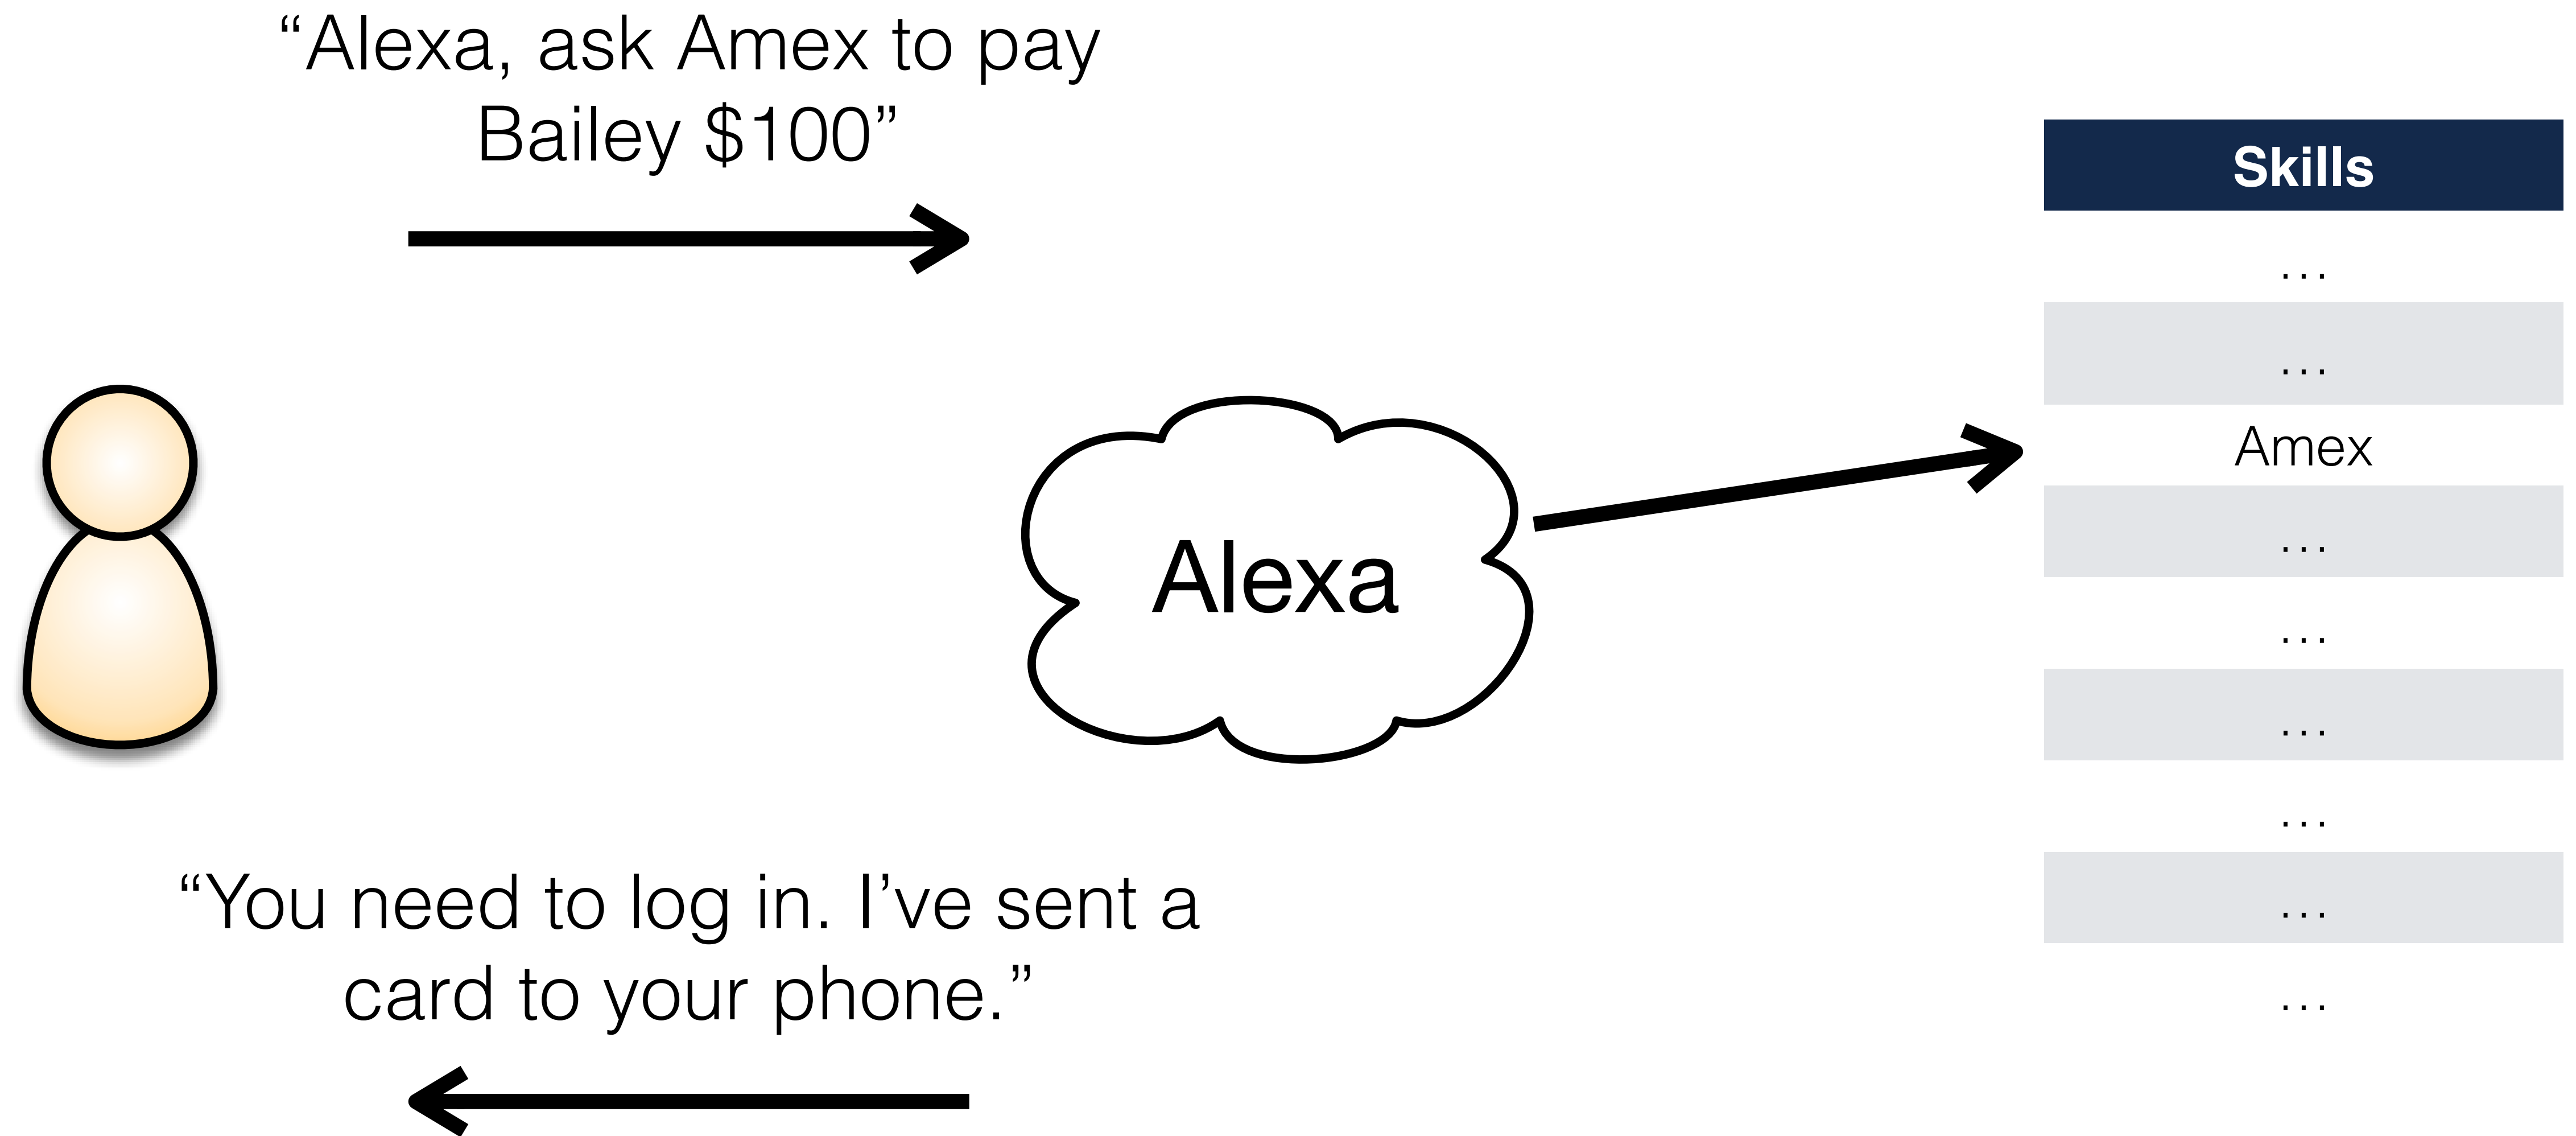 “Alexa, ask Amex to pay
Bailey $100”
Skills
...
...
Amex
...
Alexa
...
...
...
“You need to log in. I’ve sent a
...
card to your phone.”
...